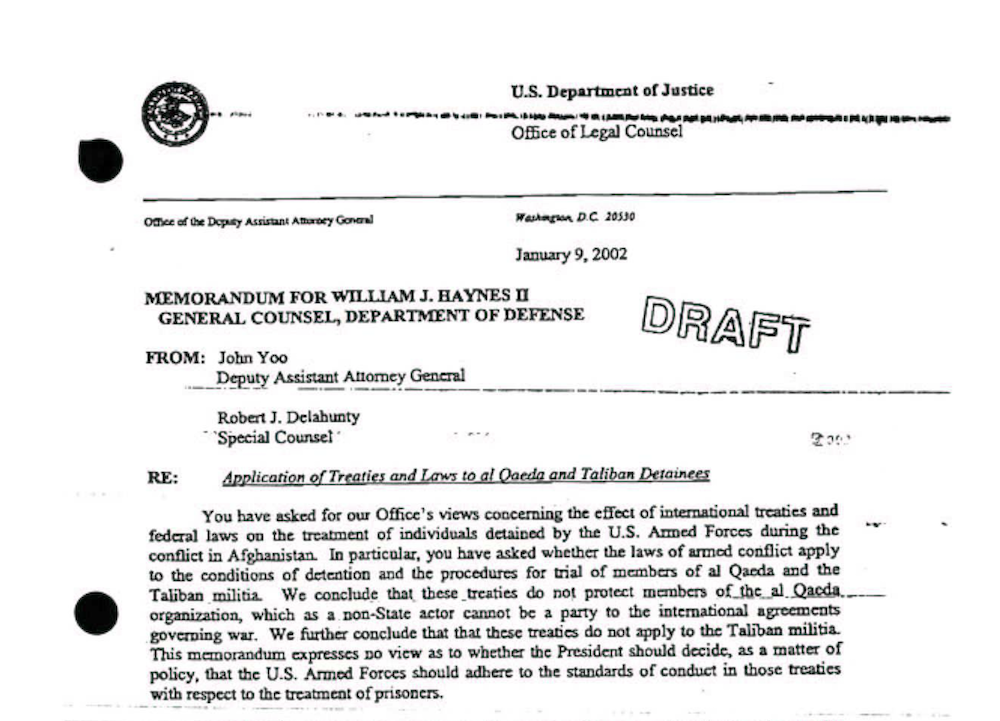 U.S. Department of Justice
Office of Legal Counsel
Office of the Deputy Assistant Attorney General
Washington, D.C. 20530
January 9, 2002
MEMORANDUM FOR WILLIAM J. HAYNES II
GENERAL COUNSEL, DEPARTMENT OF DEFENSE
DRAFT
FROM: John Yoo
Deputy Assistant Attorney General
Robert J. Delahunty
Special Counsel
RE: Application of Treaties and Laws to al Qaeda and Taliban Detainees
You have asked for our Office's views concerning the effect of international treaties and
federal laws on the treatment of individuals detained by the U.S. Armed Forces during the
conflict in Afghanistan. In particular, you have asked whether the laws of armed conflict apply
to the conditions of detention and the procedures for trial of members of al Qaeda and the
Taliban militia. We conclude that these treaties do not protect members of the al Qaeda
organization, which as a non-State actor cannot be a party to the international agreements
governing war. We further conclude that that these treaties do not apply to the Taliban militia.
This memorandum expresses no view as to whether the President should decide, as a matter of
policy, that the U.S. Armed Forces should adhere to the standards of conduct in those treaties
with respect to the treatment of prisoners.